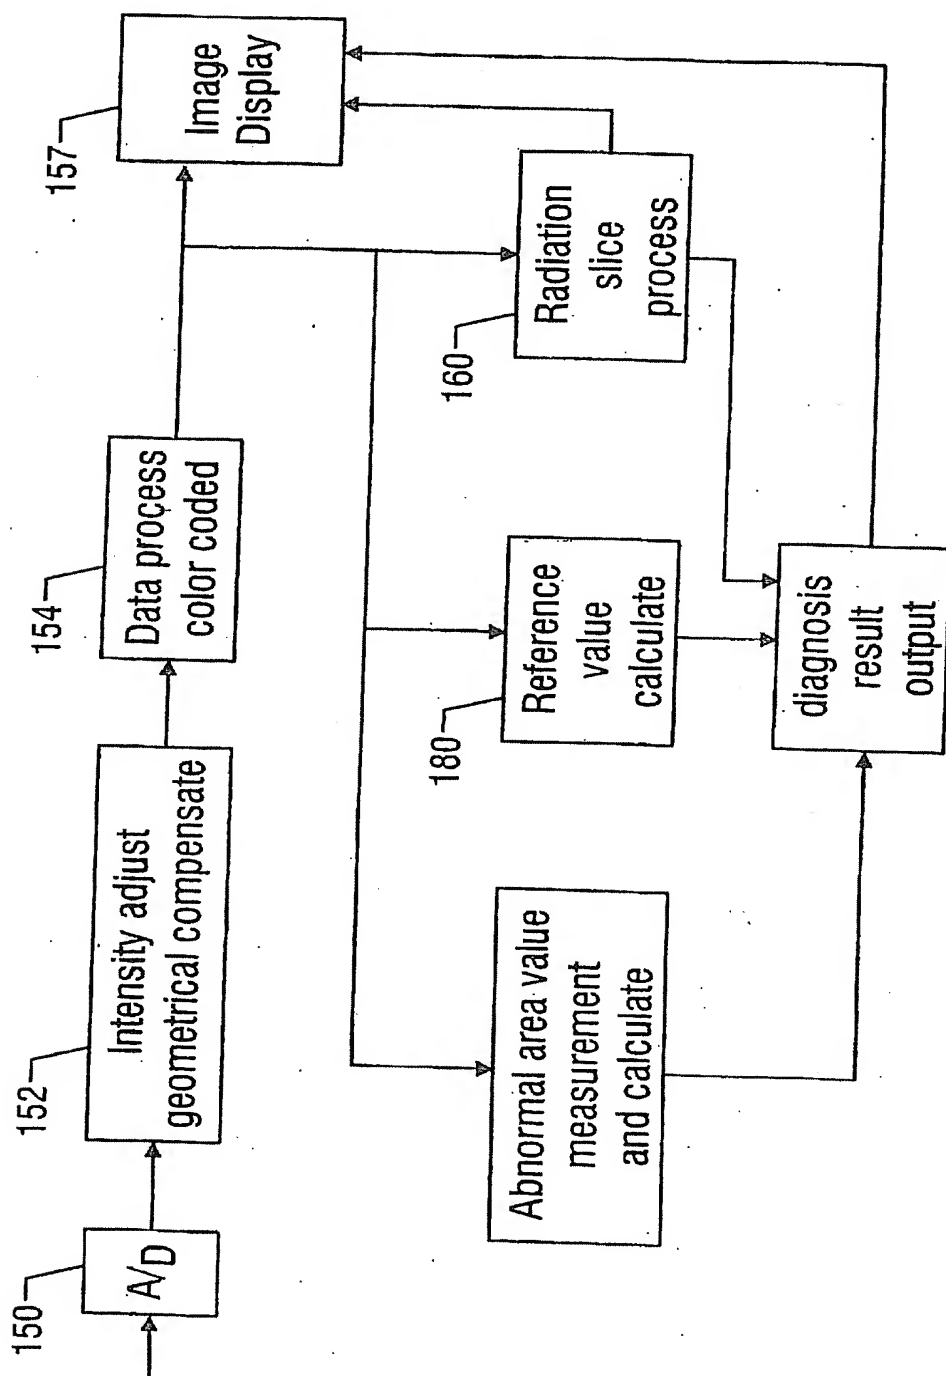 150
A/D
152
Intensity adjust
geometrical compensate
154
Data process
color coded
157
Image
Display
Abnormal area value
measurement
and calculate
180
Reference
value
calculate
160
Radiation
slice
process
diagnosis
result
output